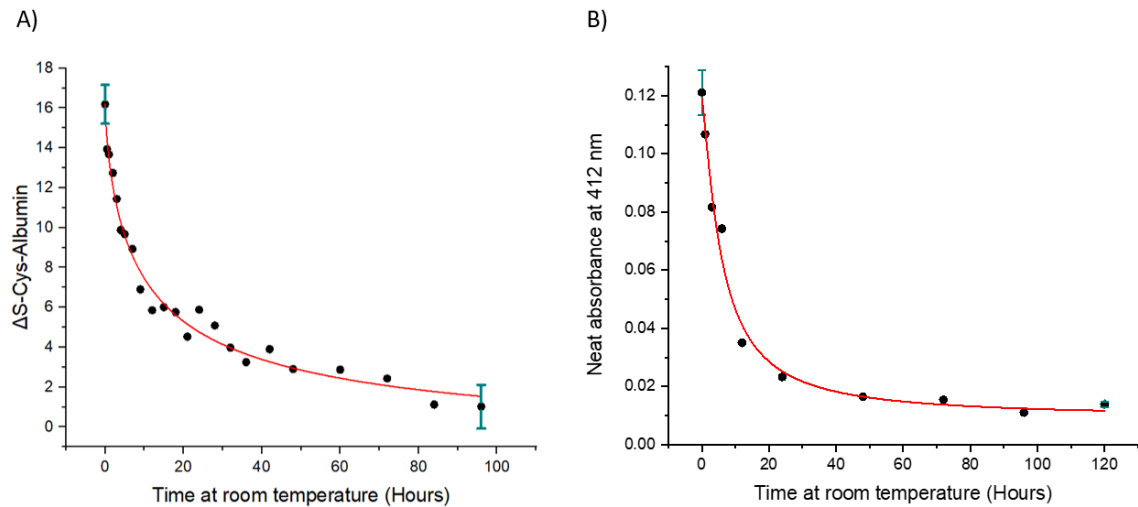 A)
B)
18
16
14
12
10
8
6
4
2
0
ΔS-Cys-Albumin
0 20 40 60 80 100
Time at room temperature (Hours)
0.12
0.10
0.08
0.06
0.04
0.02
0.00
Neat absorbance at 412 nm
0 20 40 60 80 100 120
Time at room temperature (Hours)